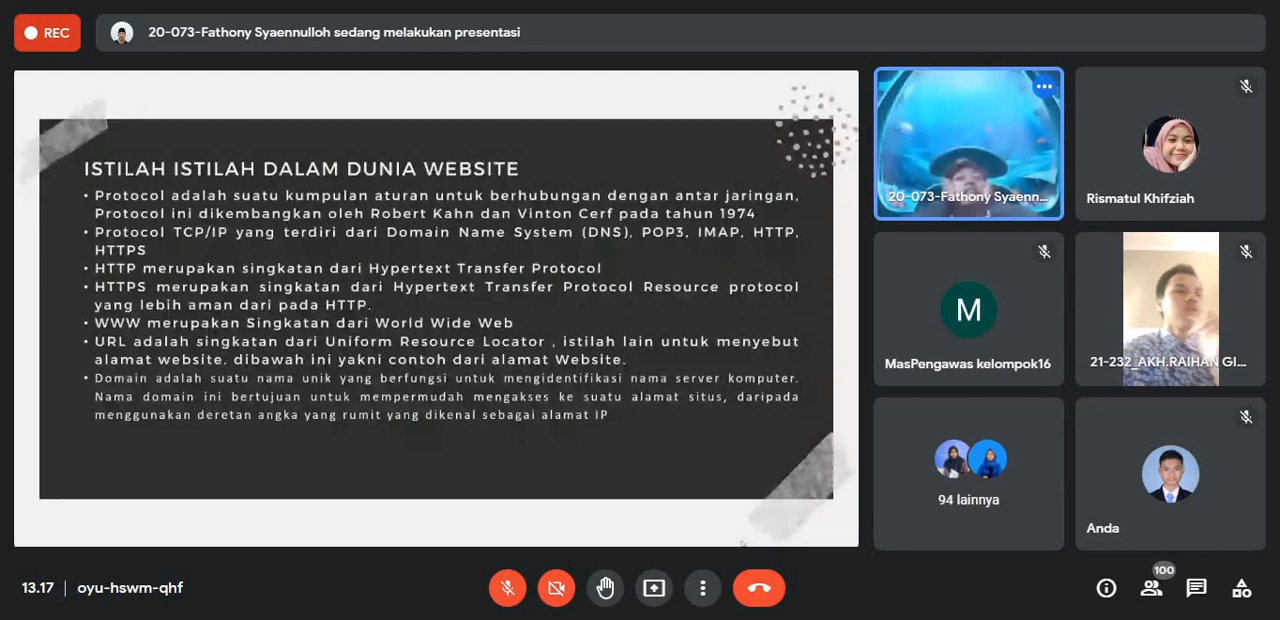 REC
20-073-Fathony Syaennulloh sedang melakukan presentasi
ISTILAH ISTILAH DALAM DUNIA WEBSITE
• Protocol adalah suatu kumpulan aturan untuk berhubungan dengan antar jaringan,
Protocol ini dikembangkan oleh Robert Kahn dan Vinton Cerf pada tahun 1974
• Protocol TCP/IP yang terdiri dari Domain Name System (DNS), POP3, IMAP, HTTP,
HTTPS
• HTTP merupakan singkatan dari Hypertext Transfer Protocol
• HTTPS merupakan singkatan dari Hypertext Transfer Protocol Resource protocol
yang lebih aman dari pada HTTP.
• WWW merupakan Singkatan dari World Wide Web
• URL adalah singkatan dari Uniform Resource Locator , istilah lain untuk menyebut
alamat website. dibawah ini yakni contoh dari alamat Website.
• Domain adalah suatu nama unik yang berfungsi untuk mengidentifikasi nama server komputer.
Nama domain ini bertujuan untuk mempermudah mengakses ke suatu alamat situs, daripada
menggunakan deretan angka yang rumit yang dikenal sebagai alamat IP
20-073-Fathony Syaenn...
Rismatul Khifziah
M
MasPengawas kelompok16
21-232_AKH.RAIHAN GI...
94 lainnya
Anda
13.17
oyu-hswm-qhf
100